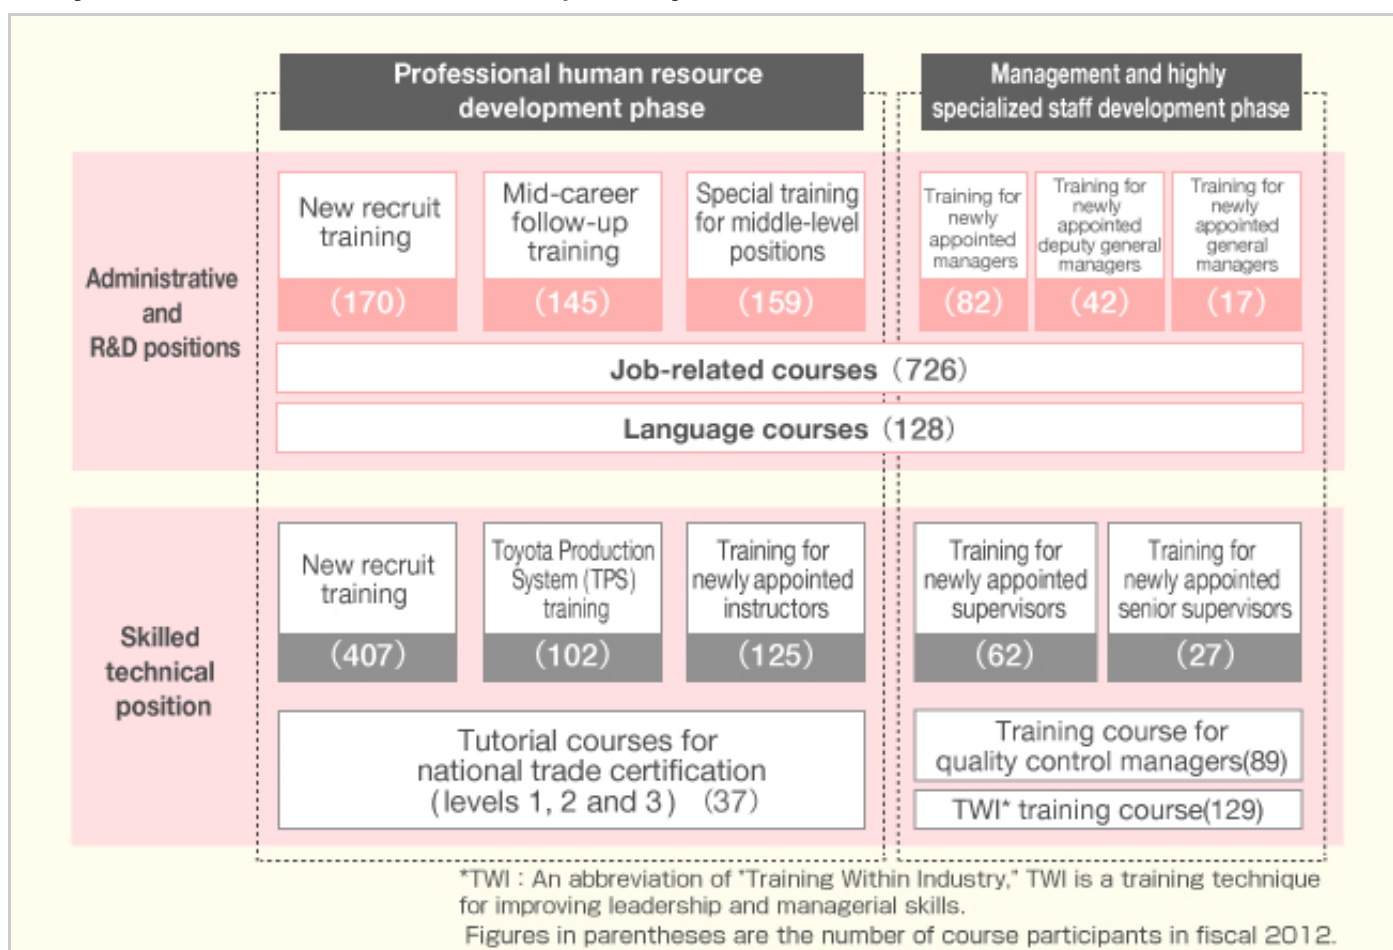 Professional human resource
development phase
Management and highly
specialized staff development phase
Administrative
and
R&D positions
New recruit
training
(170)
Mid-career
follow-up
training
(145)
Special training
for middle-level
positions
(159)
Training for
newly
appointed
managers
(82)
Training for
newly
appointed
deputy general
managers
(42)
Training for
newly
appointed
general
managers
(17)
Job-related courses (726)
Language courses (128)
Skilled
technical
position
New recruit
training
(407)
Toyota Production
System (TPS)
training
(102)
Training for
newly appointed
instructors
(125)
Training for
newly appointed
supervisors
(62)
Training for
newly appointed
senior supervisors
(27)
Tutorial courses for
national trade certification
(levels 1, 2 and 3) (37)
Training course for
quality control managers(89)
TWI* training course(129)
*TWI : An abbreviation of "Training Within Industry," TWI is a training technique
for improving leadership and managerial skills.
Figures in parentheses are the number of course participants in fiscal 2012.